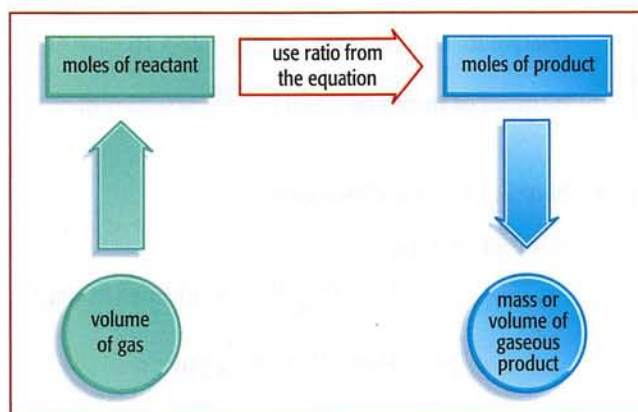 moles of reactant
use ratio from
the equation
moles of product
volume
of gas
mass or
volume of
gaseous
product